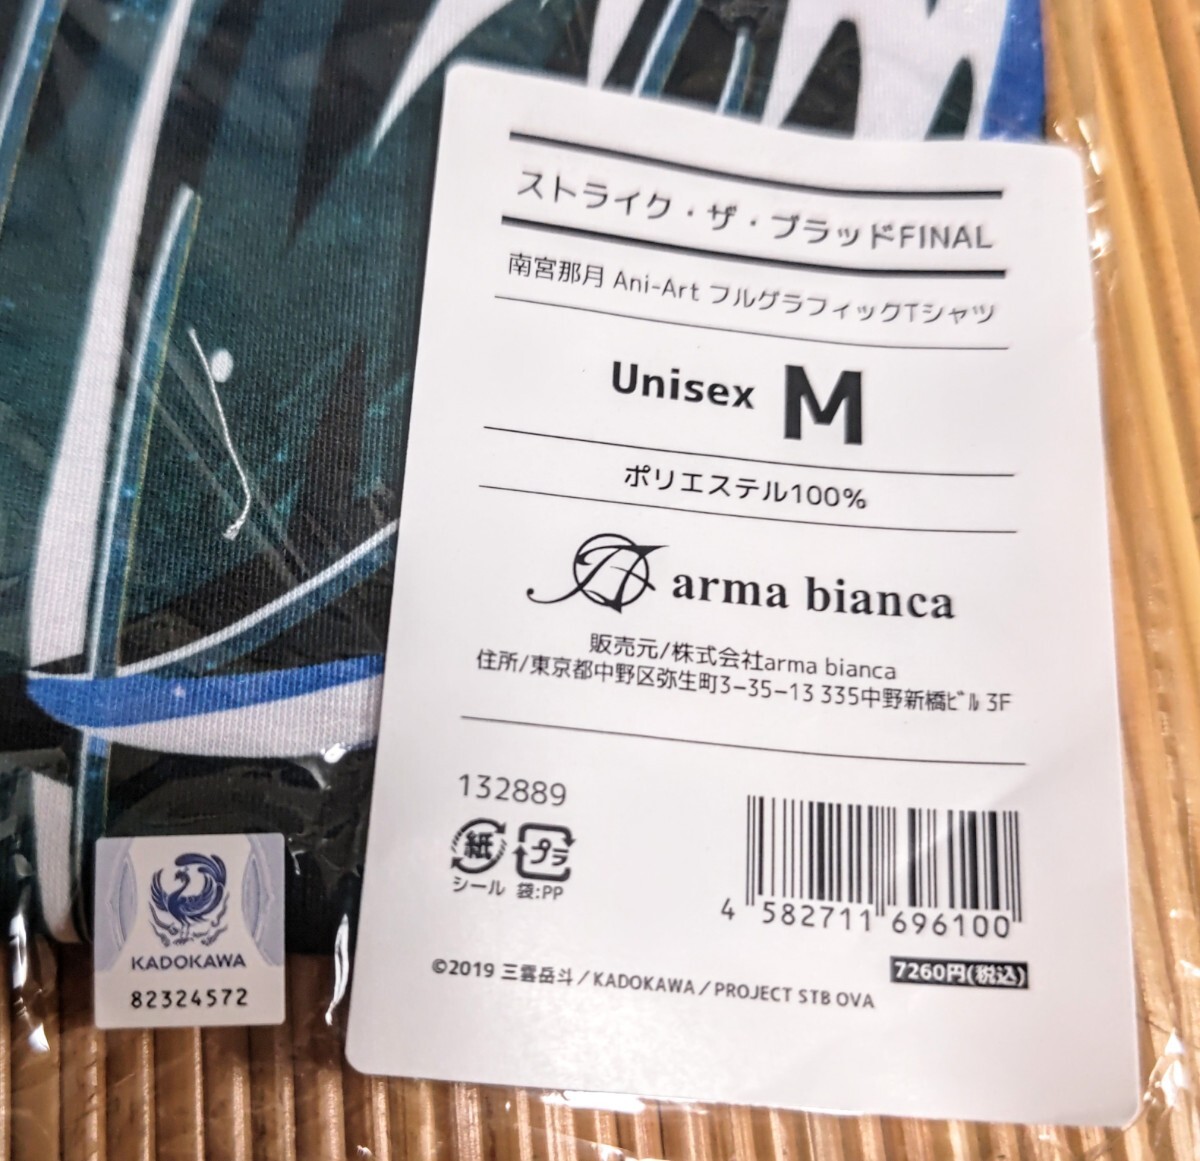 ストライク・ザ・ブラッドFINAL
南宮那月 Ani-Art フルグラフィックTシャツ
Unisex M
ポリエステル100%
arma bianca
販売元/株式会社arma bianca
住所/東京都中野区弥生町3-35-13 335中野新橋ﾋﾞﾙ 3F
132889
紙 プラ
シール 袋:PP
4 582711 696100
7260円(税込)
©2019 三雲岳斗/KADOKAWA/PROJECT STB OVA
KADOKAWA
82324572